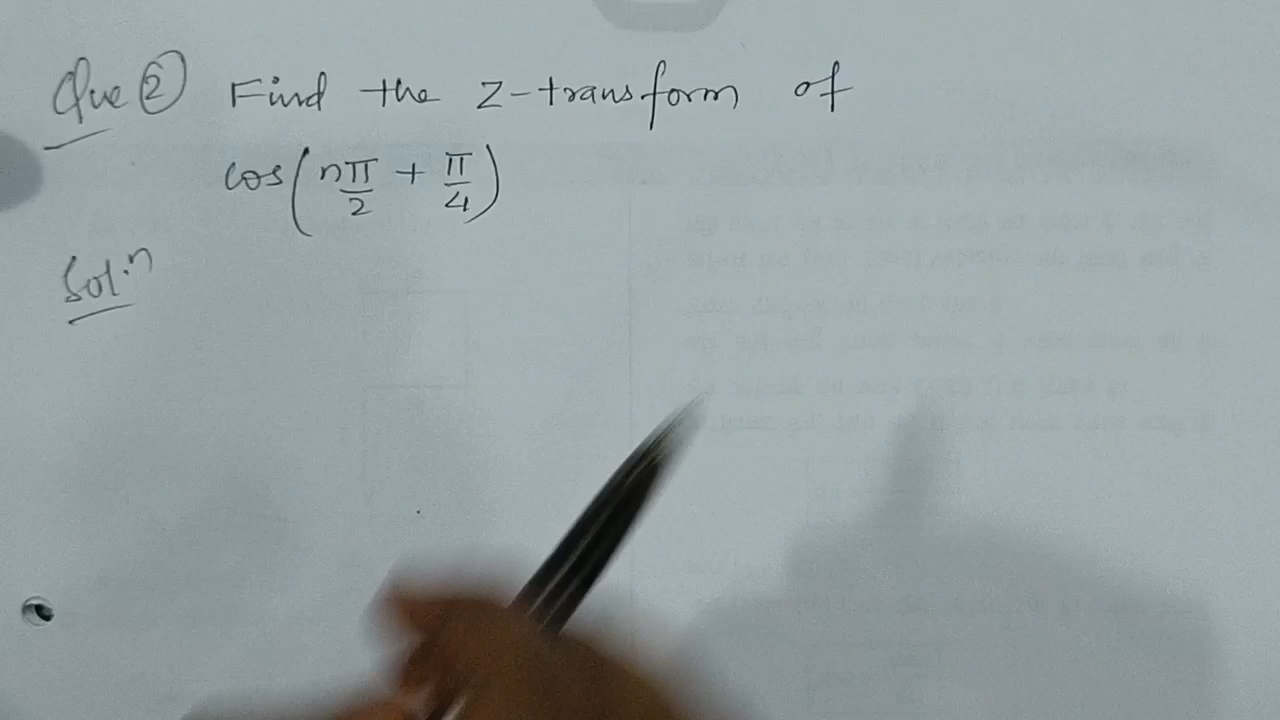 Que ② Find the Z-transform of
cos(nπ/2 + π/4)
Sol.n